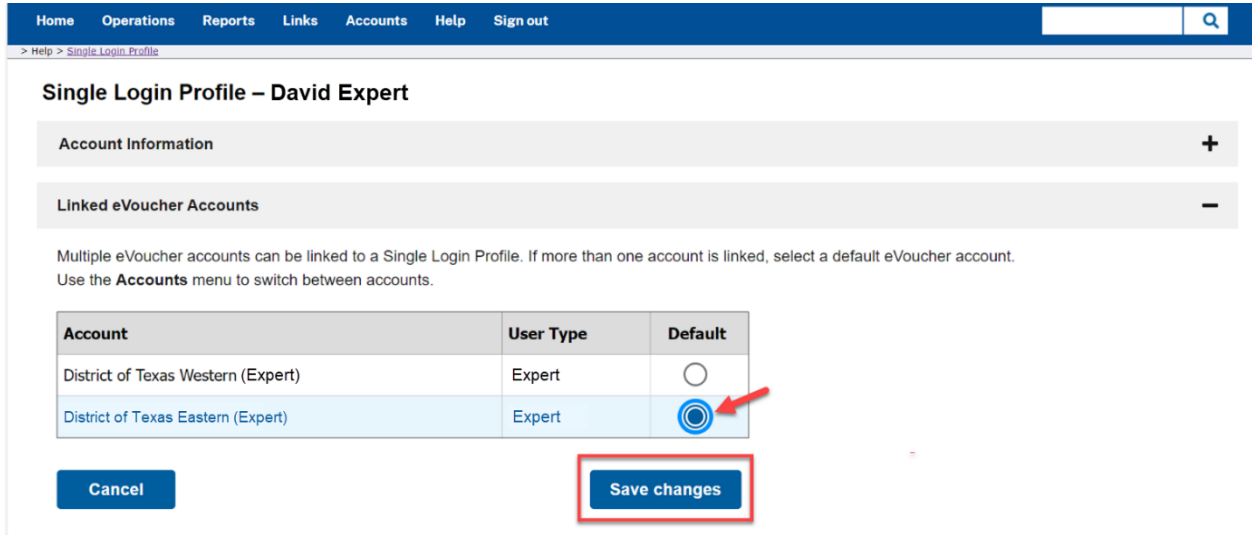 Home Operations Reports Links Accounts Help Sign out
> Help > Single Login Profile
Single Login Profile – David Expert
Account Information
Linked eVoucher Accounts
Multiple eVoucher accounts can be linked to a Single Login Profile. If more than one account is linked, select a default eVoucher account.
Use the Accounts menu to switch between accounts.
Account User Type Default
District of Texas Western (Expert) Expert
District of Texas Eastern (Expert) Expert
Cancel Save changes